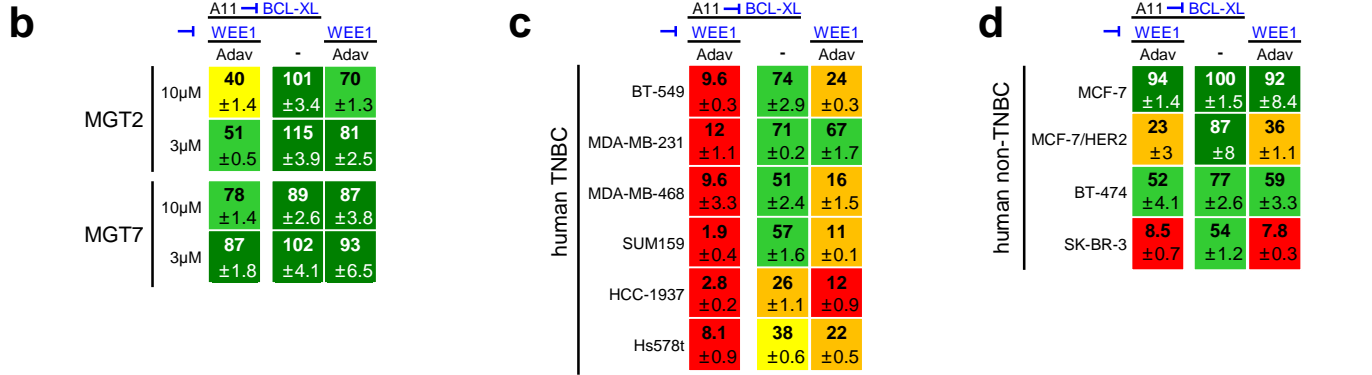 b
A11 ⊣ BCL-XL
⊣ WEE1 WEE1
Adav - Adav
MGT2
10µM 40 101 70
±1.4 ±3.4 ±1.3
3µM 51 115 81
±0.5 ±3.9 ±2.5
MGT7
10µM 78 89 87
±1.4 ±2.6 ±3.8
3µM 87 102 93
±1.8 ±4.1 ±6.5
c
A11 ⊣ BCL-XL
⊣ WEE1 WEE1
Adav - Adav
human TNBC
BT-549 9.6 74 24
±0.3 ±2.9 ±0.3
MDA-MB-231 12 71 67
±1.1 ±0.2 ±1.7
MDA-MB-468 9.6 51 16
±3.3 ±2.4 ±1.5
SUM159 1.9 57 11
±0.4 ±1.6 ±0.1
HCC-1937 2.8 26 12
±0.2 ±1.1 ±0.9
Hs578t 8.1 38 22
±0.9 ±0.6 ±0.5
d
A11 ⊣ BCL-XL
⊣ WEE1 WEE1
Adav - Adav
human non-TNBC
MCF-7 94 100 92
±1.4 ±1.5 ±8.4
MCF-7/HER2 23 87 36
±3 ±8 ±1.1
BT-474 52 77 59
±4.1 ±2.6 ±3.3
SK-BR-3 8.5 54 7.8
±0.7 ±1.2 ±0.3